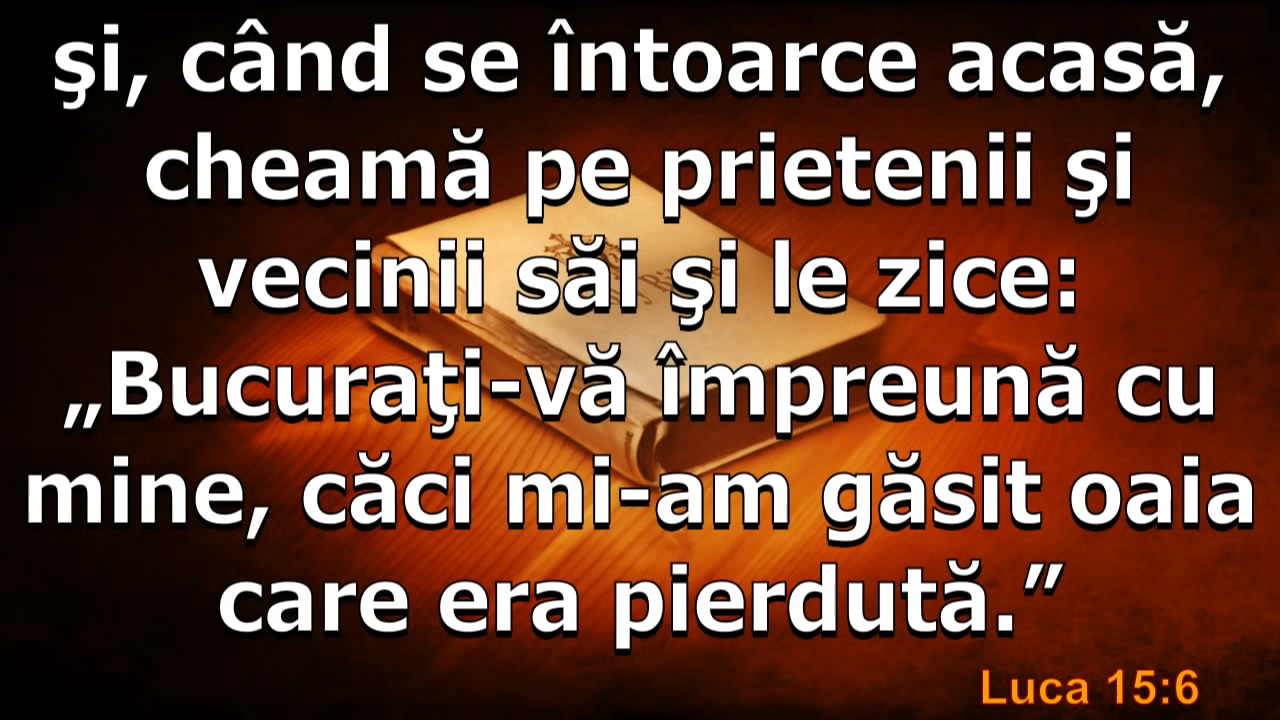 şi, când se întoarce acasă,
cheamă pe prietenii şi
vecinii săi şi le zice:
„Bucuraţi-vă împreună cu
mine, căci mi-am găsit oaia
care era pierdută.”
Luca 15:6